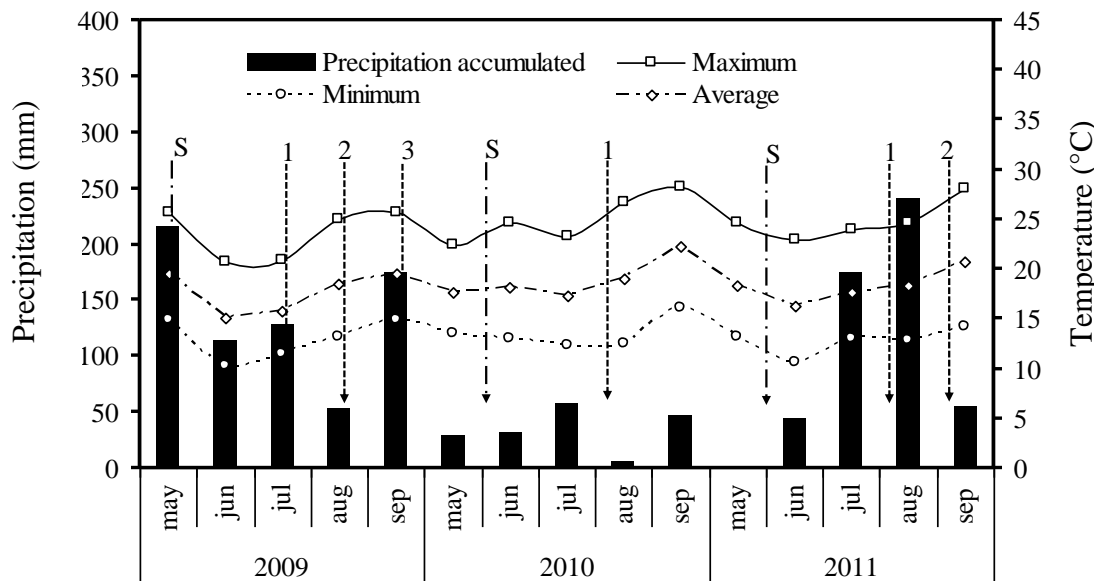 400
350
300
250
200
150
100
50
0
Precipitation (mm)
45
40
35
30
25
20
15
10
5
0
Temperature (°C)
Precipitation accumulated
Maximum
Minimum
Average
S
1
2
3
S
1
S
1
2
may
jun
jul
aug
sep
may
jun
jul
aug
sep
may
jun
jul
aug
sep
2009
2010
2011